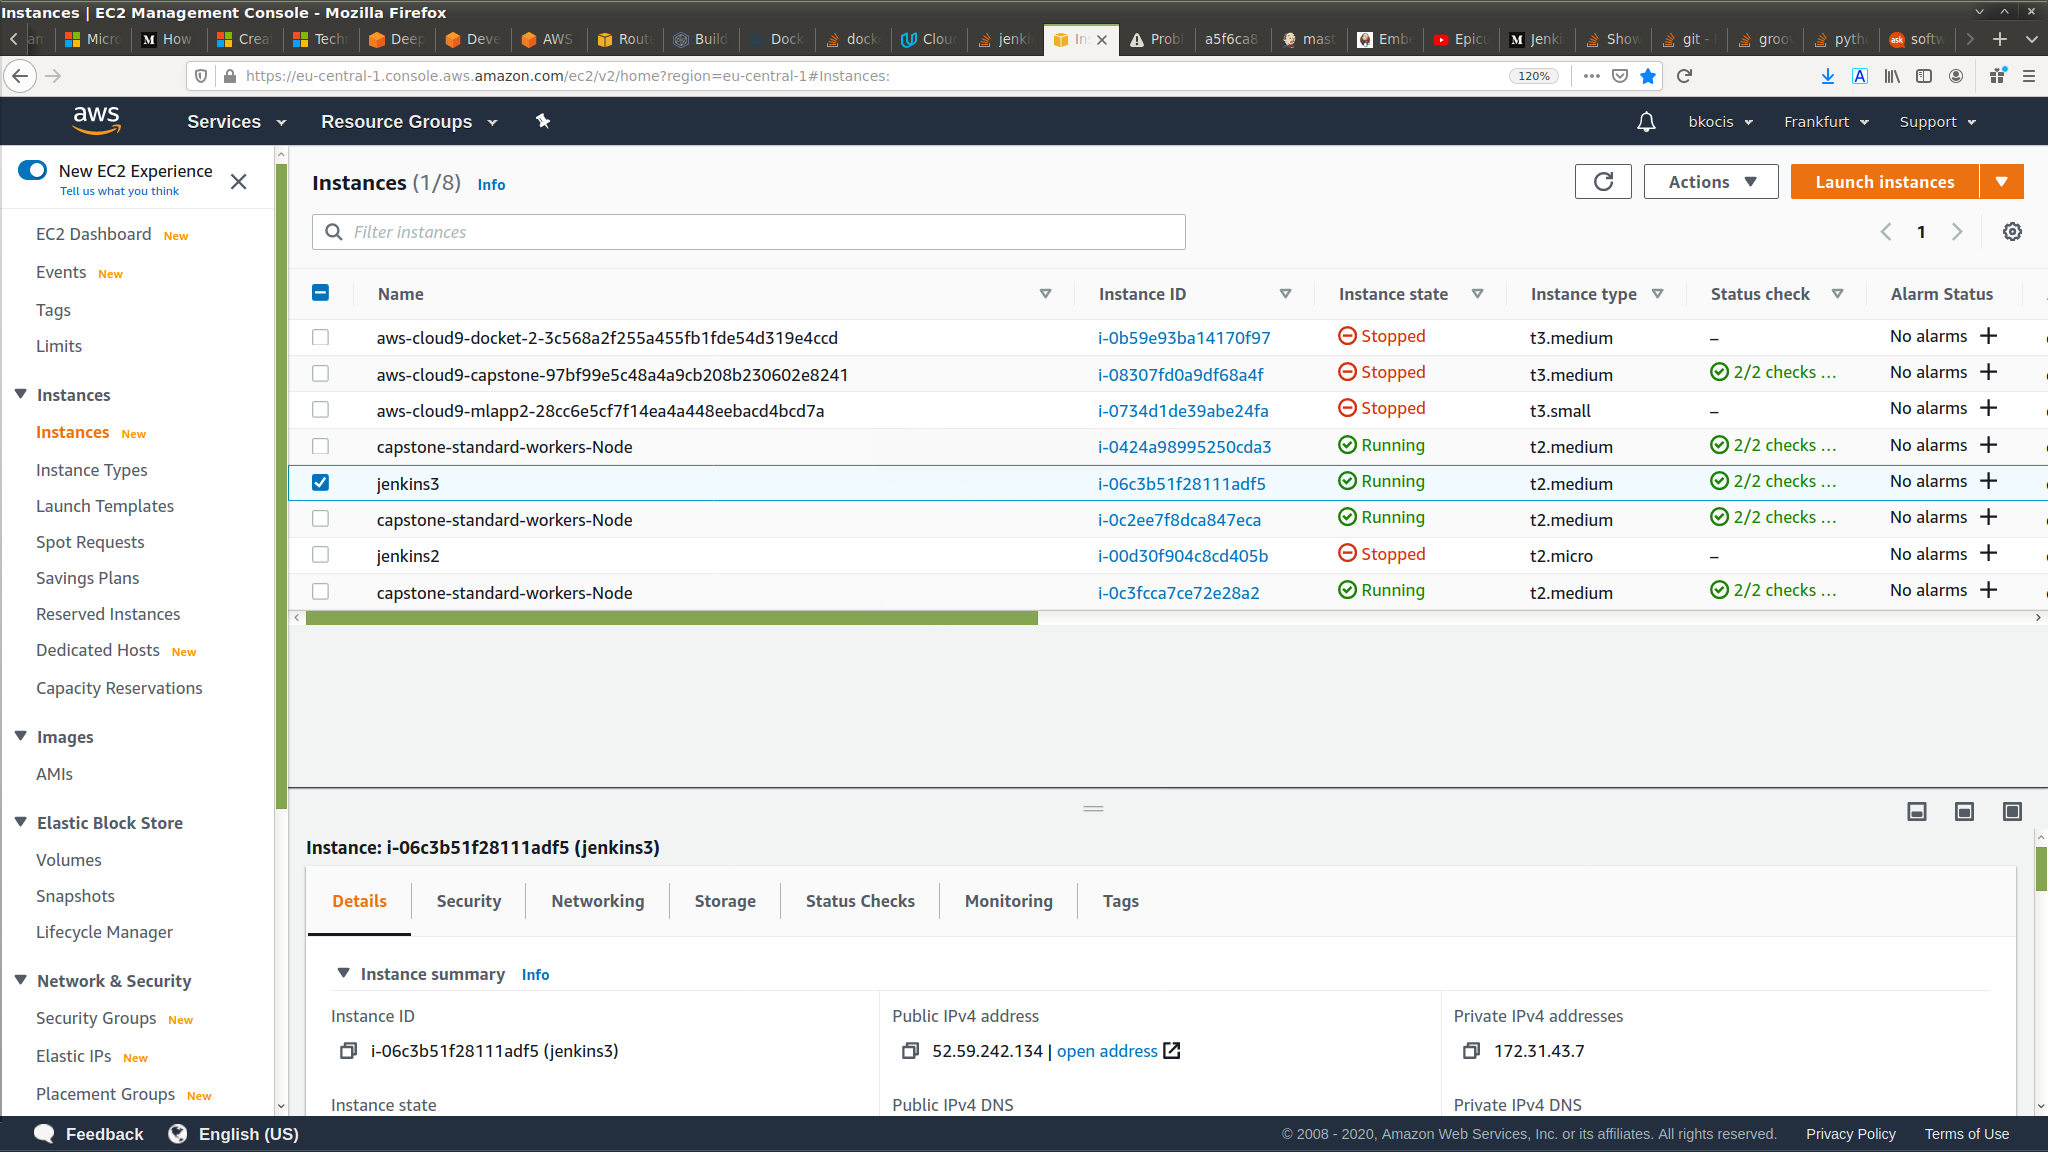 Instances | EC2 Management Console - Mozilla Firefox
Micro How Crea Tech Deep Deve AWS Rout Build Dock dock Clou jenki In Prob a5f6ca8 mast Emb Epic Jenki Sho git - groo pyth softw
https://eu-central-1.console.aws.amazon.com/ec2/v2/home?region=eu-central-1#Instances: 120%
aws Services Resource Groups bkocis Frankfurt Support
New EC2 Experience
Tell us what you think
EC2 Dashboard New
Events New
Tags
Limits
Instances
Instances New
Instance Types
Launch Templates
Spot Requests
Savings Plans
Reserved Instances
Dedicated Hosts New
Capacity Reservations
Images
AMIs
Elastic Block Store
Volumes
Snapshots
Lifecycle Manager
Network & Security
Security Groups New
Elastic IPs New
Placement Groups New
Instances (1/8) Info
Actions
Launch instances
Filter instances
1
Name Instance ID Instance state Instance type Status check Alarm Status
aws-cloud9-docket-2-3c568a2f255a455fb1fde54d319e4ccd i-0b59e93ba14170f97 Stopped t3.medium – No alarms
aws-cloud9-capstone-97bf99e5c48a4a9cb208b230602e8241 i-08307fd0a9df68a4f Stopped t3.medium 2/2 checks ... No alarms
aws-cloud9-mlapp2-28cc6e5cf7f14ea4a448eebacd4bcd7a i-0734d1de39abe24fa Stopped t3.small – No alarms
capstone-standard-workers-Node i-0424a98995250cda3 Running t2.medium 2/2 checks ... No alarms
jenkins3 i-06c3b51f28111adf5 Running t2.medium 2/2 checks ... No alarms
capstone-standard-workers-Node i-0c2ee7f8dca847eca Running t2.medium 2/2 checks ... No alarms
jenkins2 i-00d30f904c8cd405b Stopped t2.micro – No alarms
capstone-standard-workers-Node i-0c3fcca7ce72e28a2 Running t2.medium 2/2 checks ... No alarms
Instance: i-06c3b51f28111adf5 (jenkins3)
Details Security Networking Storage Status Checks Monitoring Tags
Instance summary Info
Instance ID Public IPv4 address Private IPv4 addresses
i-06c3b51f28111adf5 (jenkins3) 52.59.242.134 | open address 172.31.43.7
Instance state Public IPv4 DNS Private IPv4 DNS
Feedback English (US) © 2008 - 2020, Amazon Web Services, Inc. or its affiliates. All rights reserved. Privacy Policy Terms of Use